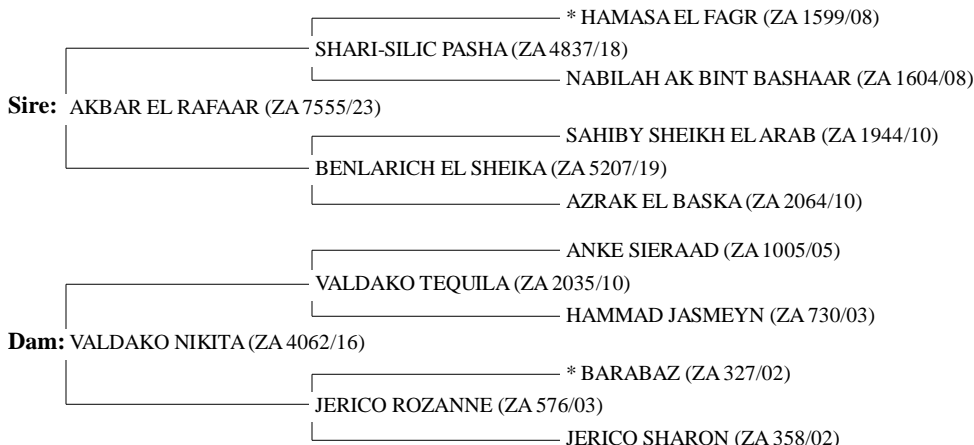 * HAMASA EL FAGR (ZA 1599/08)
SHARI-SILIC PASHA (ZA 4837/18)
NABILAH AK BINT BASHAAR (ZA 1604/08)
Sire: AKBAR EL RAFAAR (ZA 7555/23)
SAHIBY SHEIKH EL ARAB (ZA 1944/10)
BENLARICH EL SHEIKA (ZA 5207/19)
AZRAK EL BASKA (ZA 2064/10)
ANKE SIERAAD (ZA 1005/05)
VALDAKO TEQUILA (ZA 2035/10)
HAMMAD JASMEYN (ZA 730/03)
Dam: VALDAKO NIKITA (ZA 4062/16)
* BARABAZ (ZA 327/02)
JERICO ROZANNE (ZA 576/03)
JERICO SHARON (ZA 358/02)